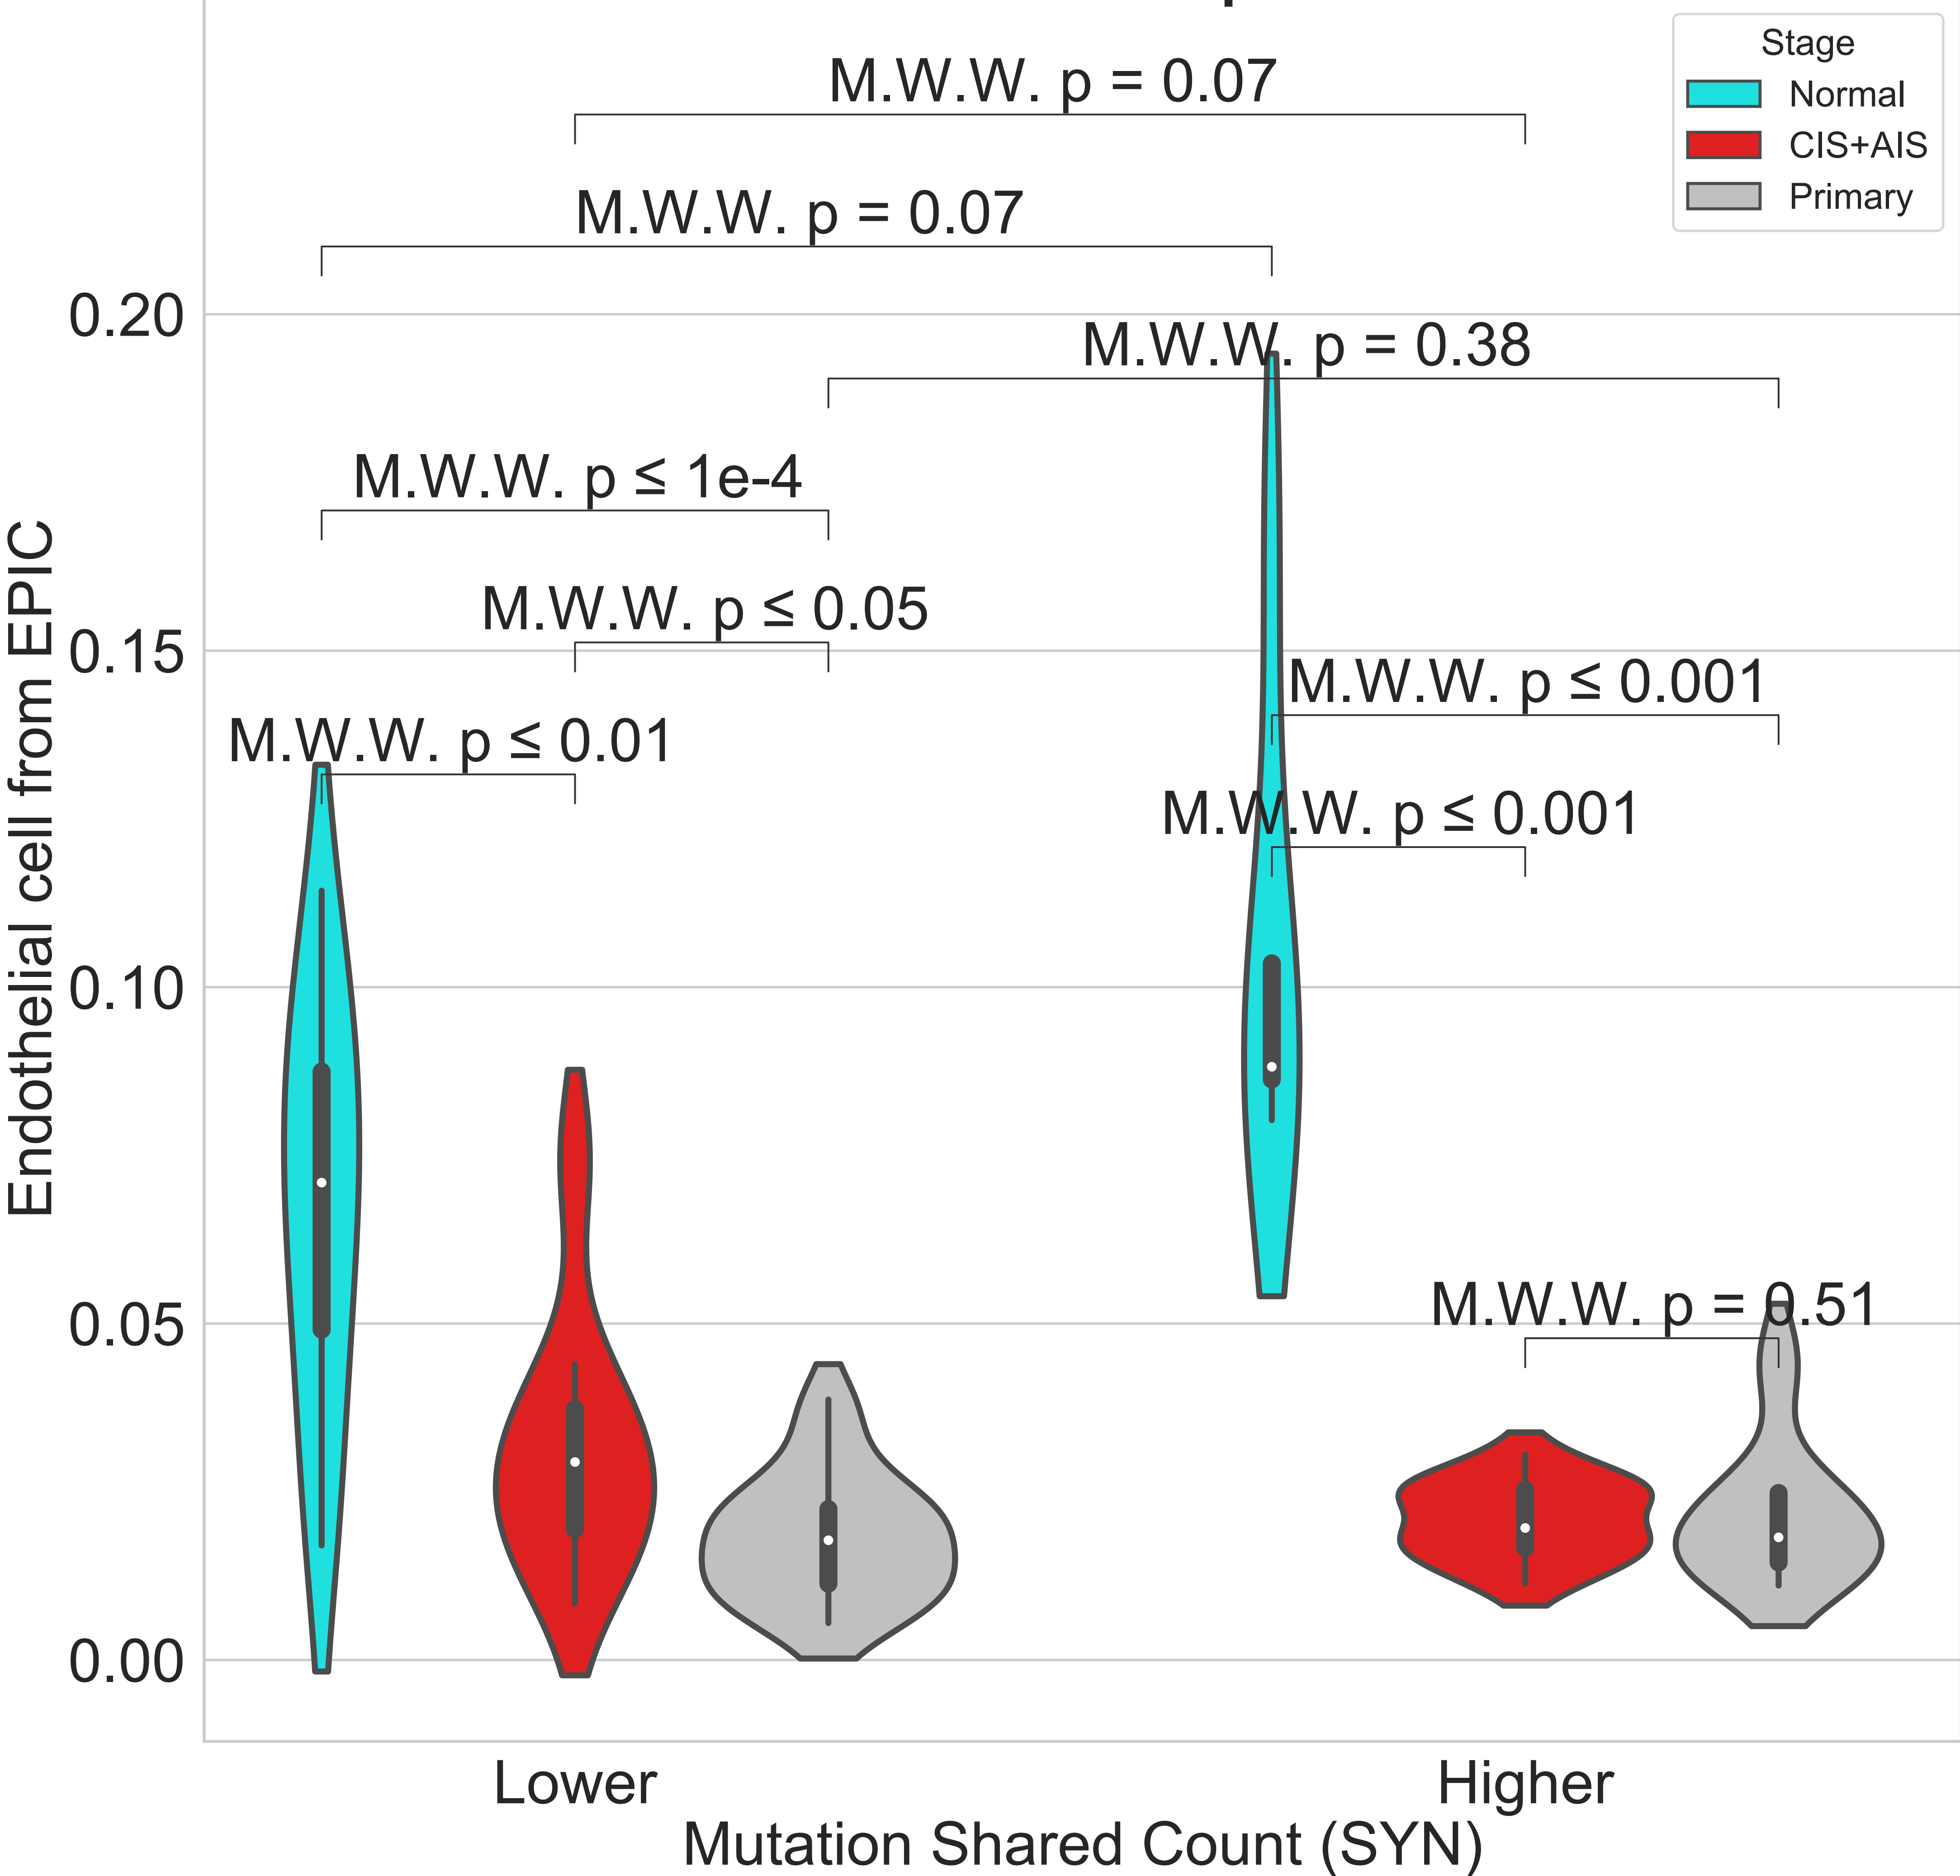 Stage
Normal
CIS+AIS
Primary
M.W.W. p = 0.07
M.W.W. p = 0.07
M.W.W. p = 0.38
M.W.W. p ≤ 1e-4
M.W.W. p ≤ 0.05
M.W.W. p ≤ 0.001
M.W.W. p ≤ 0.01
M.W.W. p ≤ 0.001
M.W.W. p = 0.51
0.20
0.15
0.10
0.05
0.00
Endothelial cell from EPIC
Lower
Higher
Mutation Shared Count (SYN)